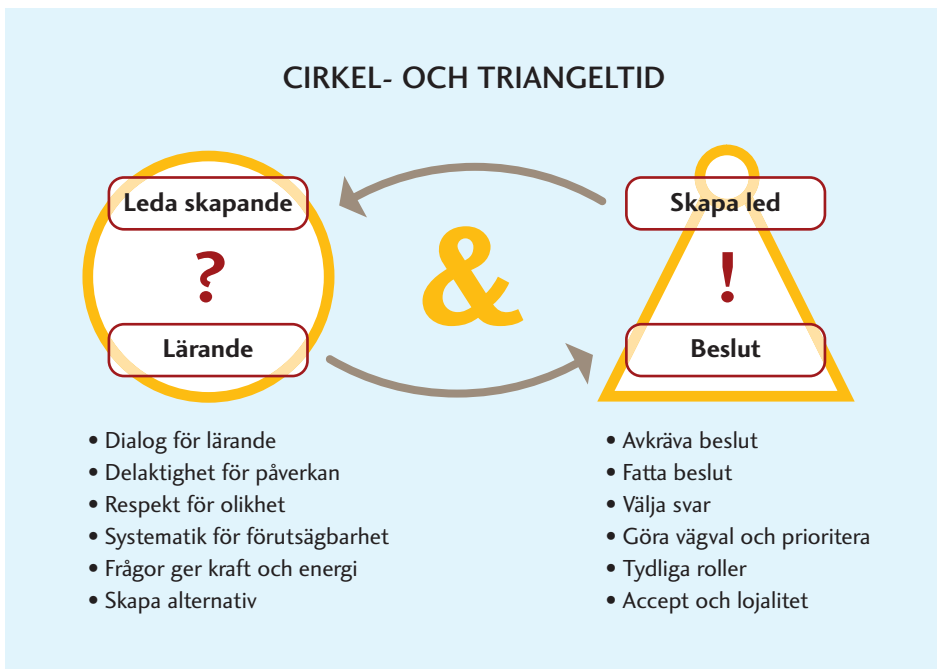 CIRKEL- OCH TRIANGELTID
Leda skapande
?
Lärande
&
Skapa led
!
Beslut
• Dialog för lärande
• Delaktighet för påverkan
• Respekt för olikhet
• Systematik för förutsägbarhet
• Frågor ger kraft och energi
• Skapa alternativ
• Avkräva beslut
• Fatta beslut
• Välja svar
• Göra vägval och prioritera
• Tydliga roller
• Accept och lojalitet